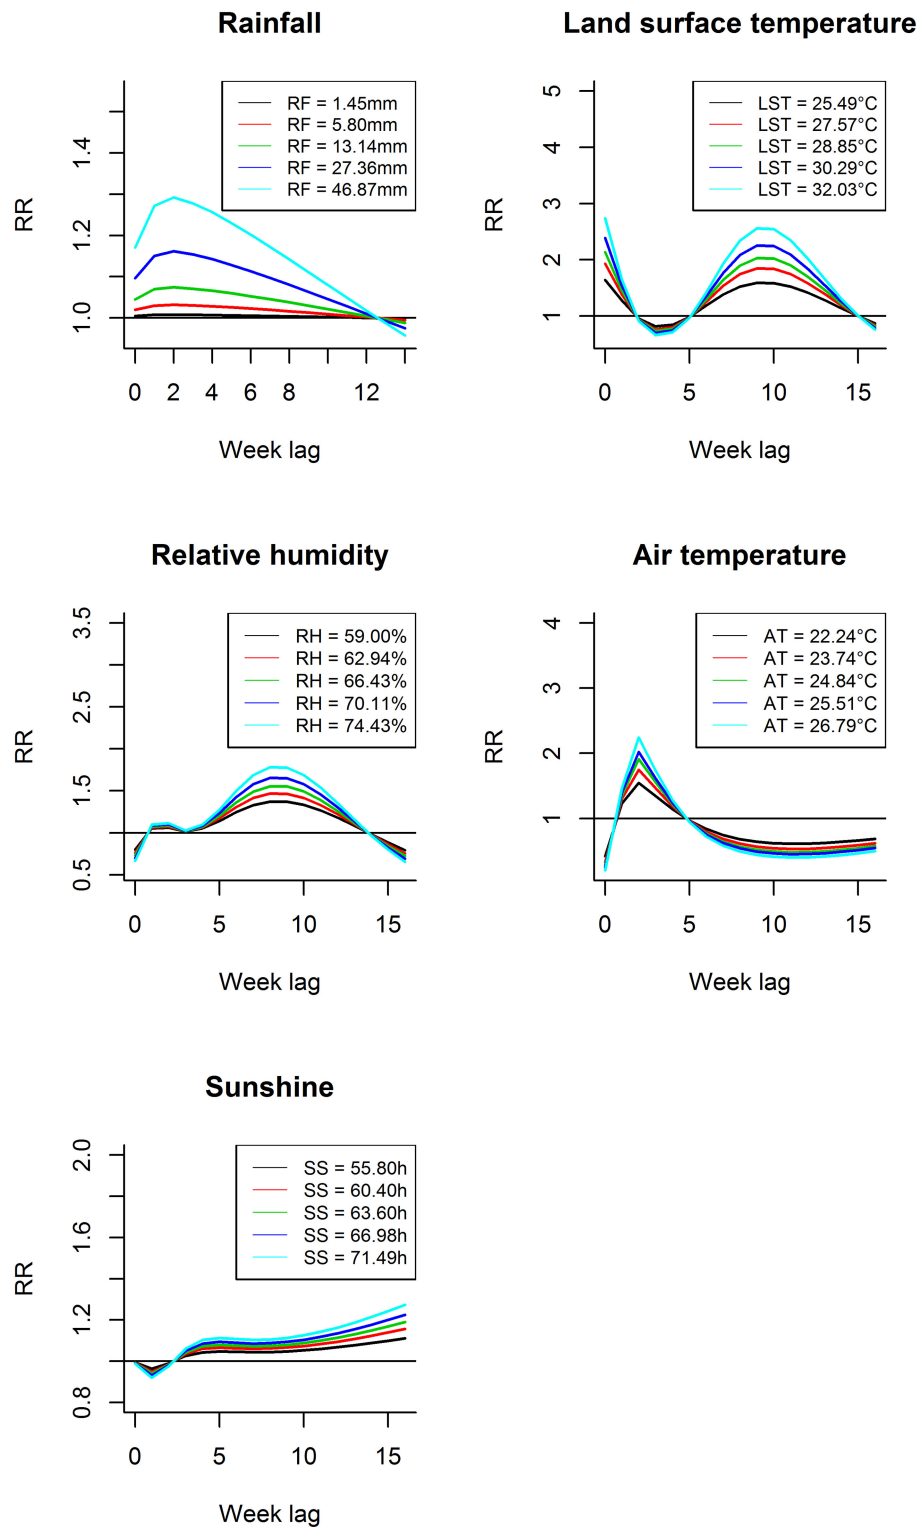 Rainfall
RR
1.0
1.2
1.4
RF = 1.45mm
RF = 5.80mm
RF = 13.14mm
RF = 27.36mm
RF = 46.87mm
0 2 4 6 8 12
Week lag
Land surface temperature
RR
1
2
3
4
5
LST = 25.49°C
LST = 27.57°C
LST = 28.85°C
LST = 30.29°C
LST = 32.03°C
0 5 10 15
Week lag
Relative humidity
RR
0.5
1.5
2.5
3.5
RH = 59.00%
RH = 62.94%
RH = 66.43%
RH = 70.11%
RH = 74.43%
0 5 10 15
Week lag
Air temperature
RR
1
2
3
4
AT = 22.24°C
AT = 23.74°C
AT = 24.84°C
AT = 25.51°C
AT = 26.79°C
0 5 10 15
Week lag
Sunshine
RR
0.8
1.2
1.6
2.0
SS = 55.80h
SS = 60.40h
SS = 63.60h
SS = 66.98h
SS = 71.49h
0 5 10 15
Week lag